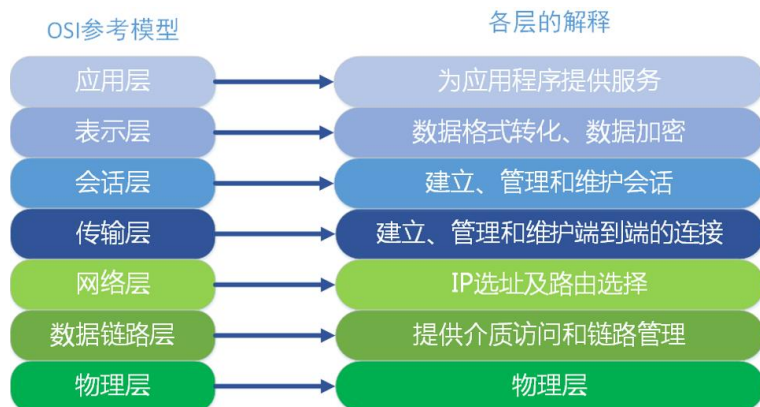 OSI参考模型
各层的解释
应用层
为应用程序提供服务
表示层
数据格式转化、数据加密
会话层
建立、管理和维护会话
传输层
建立、管理和维护端到端的连接
网络层
IP选址及路由选择
数据链路层
提供介质访问和链路管理
物理层
物理层